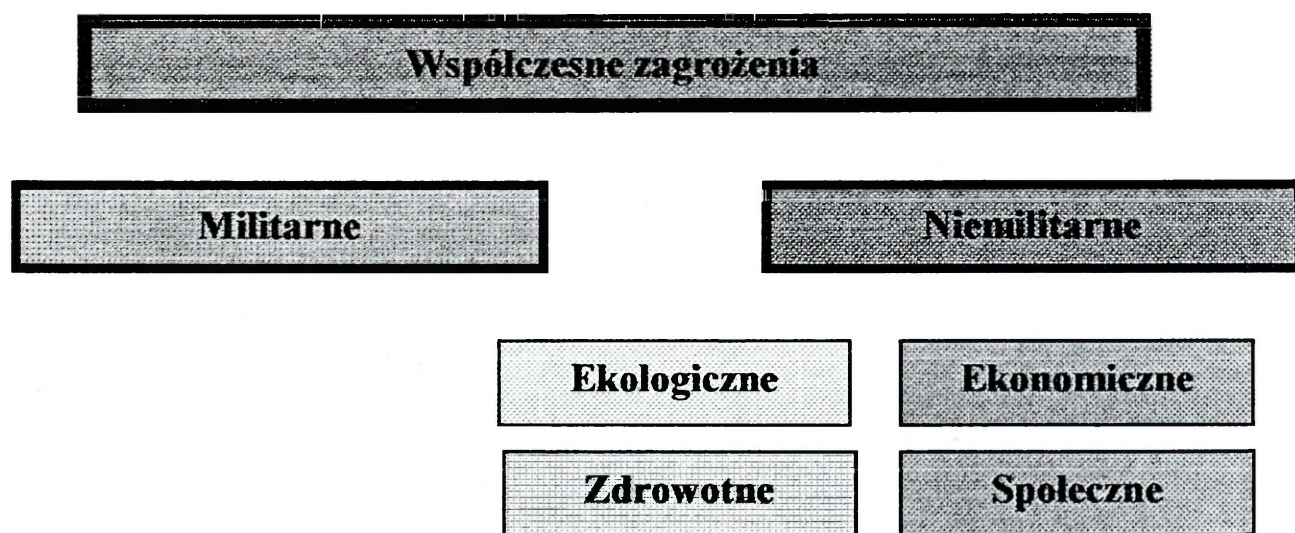 Współczesne zagrożenia
Militarne
Niemilitarne
Ekologiczne
Ekonomiczne
Zdrowotne
Społeczne